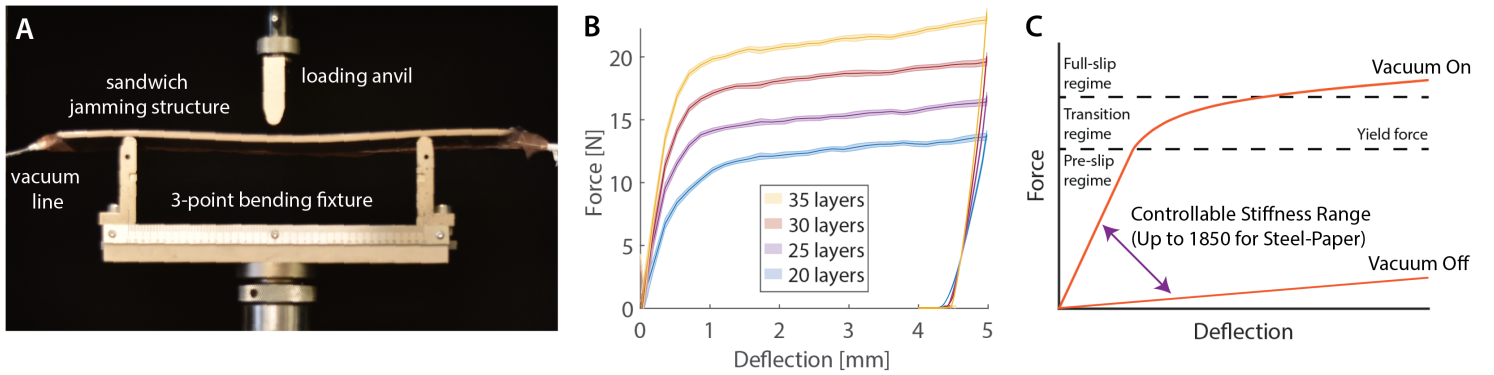 A
sandwich
jamming structure
loading anvil
vacuum
line
3-point bending fixture
B
Force [N]
20
15
10
5
0
35 layers
30 layers
25 layers
20 layers
0
1
2
3
4
5
Deflection [mm]
C
Force
Full-slip
regime
Transition
regime
Pre-slip
regime
Vacuum On
Yield force
Controllable Stiffness Range
(Up to 1850 for Steel-Paper)
Vacuum Off
Deflection